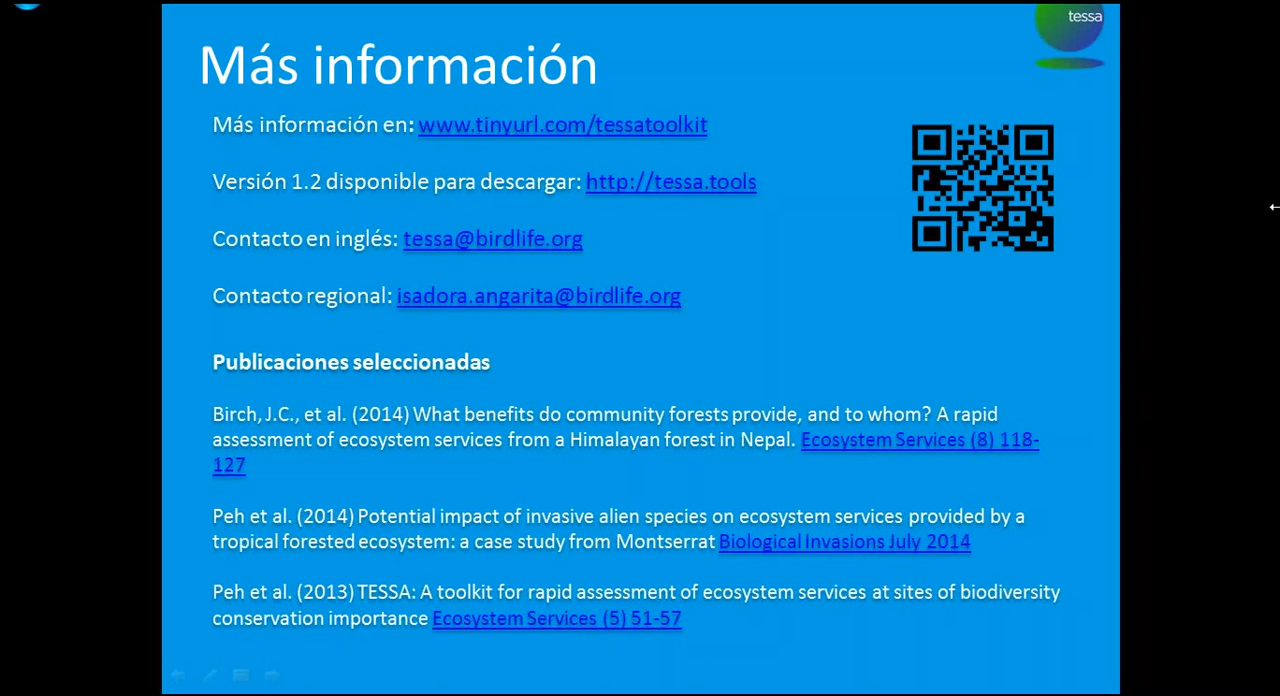 tessa
Más información
Más información en: www.tinyurl.com/tessatoolkit
Versión 1.2 disponible para descargar: http://tessa.tools
Contacto en inglés: tessa@birdlife.org
Contacto regional: isadora.angarita@birdlife.org
Publicaciones seleccionadas
Birch, J.C., et al. (2014) What benefits do community forests provide, and to whom? A rapid
assessment of ecosystem services from a Himalayan forest in Nepal. Ecosystem Services (8) 118-
127
Peh et al. (2014) Potential impact of invasive alien species on ecosystem services provided by a
tropical forested ecosystem: a case study from Montserrat Biological Invasions July 2014
Peh et al. (2013) TESSA: A toolkit for rapid assessment of ecosystem services at sites of biodiversity
conservation importance Ecosystem Services (5) 51-57